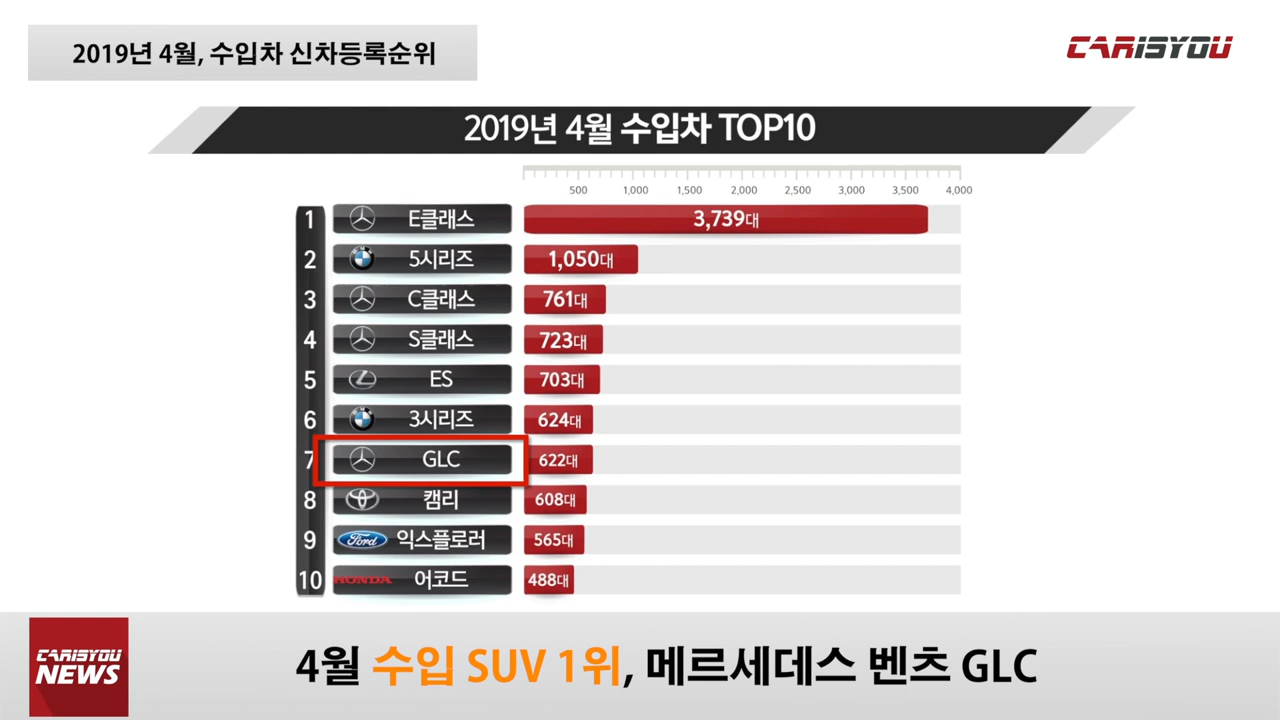 2019년 4월, 수입차 신차등록순위
CARISYOU
2019년 4월 수입차 TOP10
500 1,000 1,500 2,000 2,500 3,000 3,500 4,000
1 E클래스 3,739대
2 5시리즈 1,050대
3 C클래스 761대
4 S클래스 723대
5 ES 703대
6 3시리즈 624대
7 GLC 622대
8 캠리 608대
9 Ford 익스플로러 565대
10 HONDA 어코드 488대
CARISYOU
NEWS
4월 수입 SUV 1위, 메르세데스 벤츠 GLC